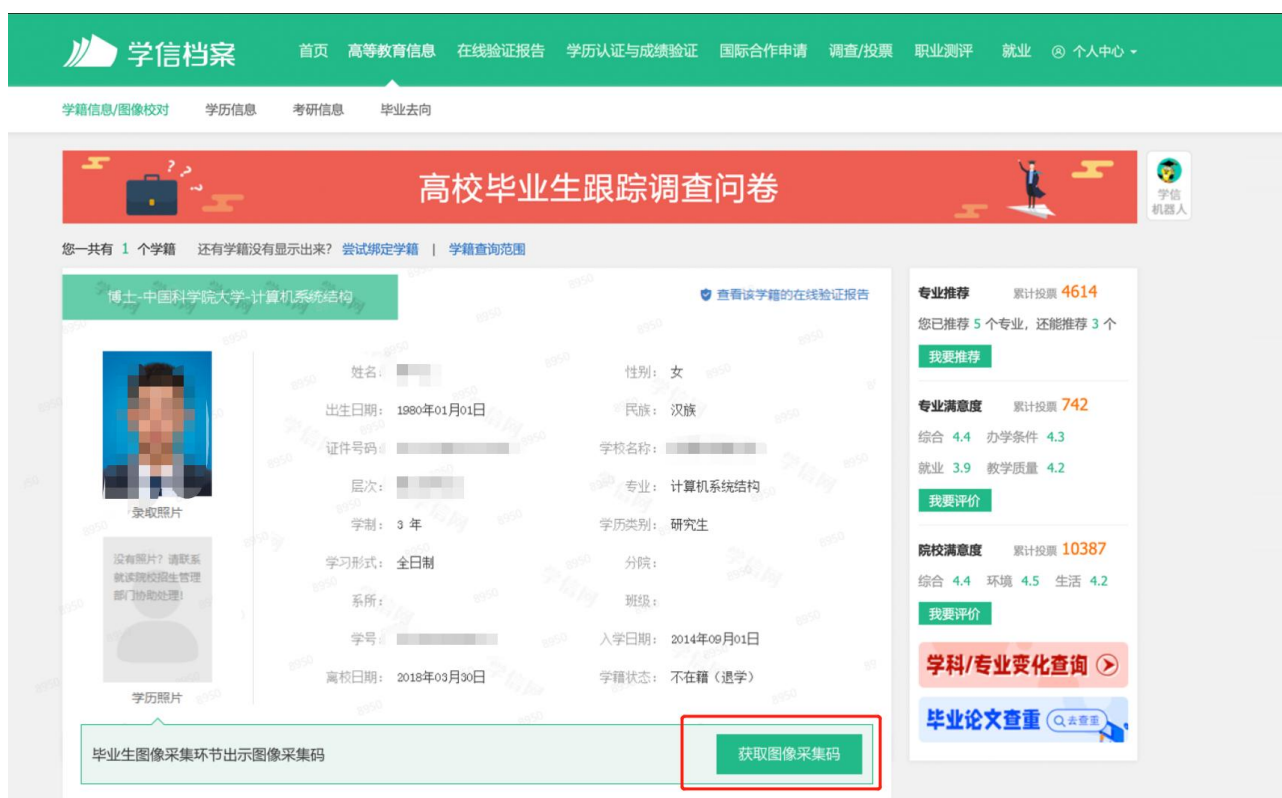 学信档案
首页 高等教育信息 在线验证报告 学历认证与成绩验证 国际合作申请 调查/投票 职业测评 就业 个人中心
学籍信息/图像校对 学历信息 考研信息 毕业去向
高校毕业生跟踪调查问卷
学信
机器人
您一共有 1 个学籍 还有学籍没有显示出来？ 尝试绑定学籍 | 学籍查询范围
博士-中国科学院大学-计算机系统结构
查看该学籍的在线验证报告
录取照片
没有照片？请联系
就读院校招生管理
部门协助处理！
学历照片
姓名： 性别： 女
出生日期： 1980年01月01日 民族： 汉族
证件号码： 学校名称：
层次： 专业： 计算机系统结构
学制： 3 年 学历类别： 研究生
学习形式： 全日制 分院：
系所： 班级：
学号： 入学日期： 2014年09月01日
离校日期： 2018年03月30日 学籍状态： 不在籍（退学）
毕业生图像采集环节出示图像采集码
获取图像采集码
专业推荐 累计投票 4614
您已推荐 5 个专业，还能推荐 3 个
我要推荐
专业满意度 累计投票 742
综合 4.4 办学条件 4.3
就业 3.9 教学质量 4.2
我要评价
院校满意度 累计投票 10387
综合 4.4 环境 4.5 生活 4.2
我要评价
学科/专业变化查询
毕业论文查重 去查重